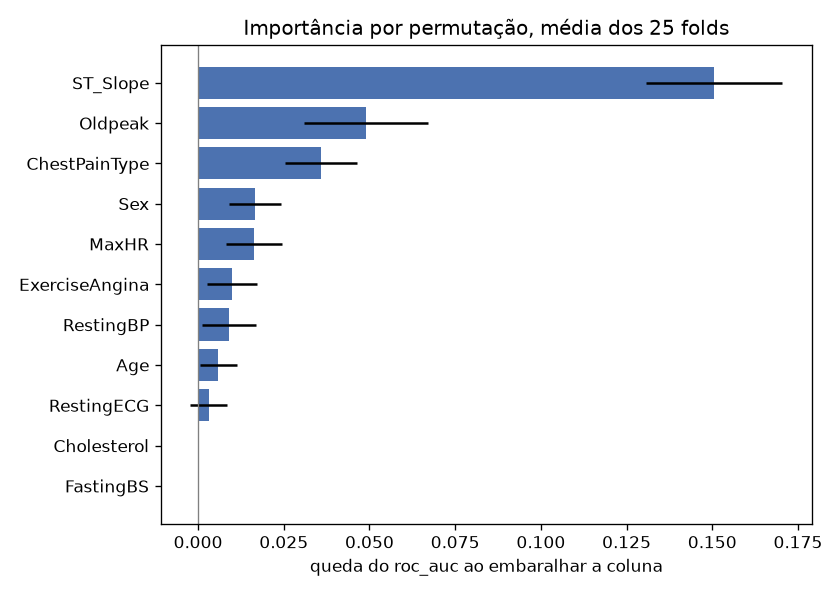 Importância por permutação, média dos 25 folds
ST_Slope
Oldpeak
ChestPainType
Sex
MaxHR
ExerciseAngina
RestingBP
Age
RestingECG
Cholesterol
FastingBS
0.000 0.025 0.050 0.075 0.100 0.125 0.150 0.175
queda do roc_auc ao embaralhar a coluna